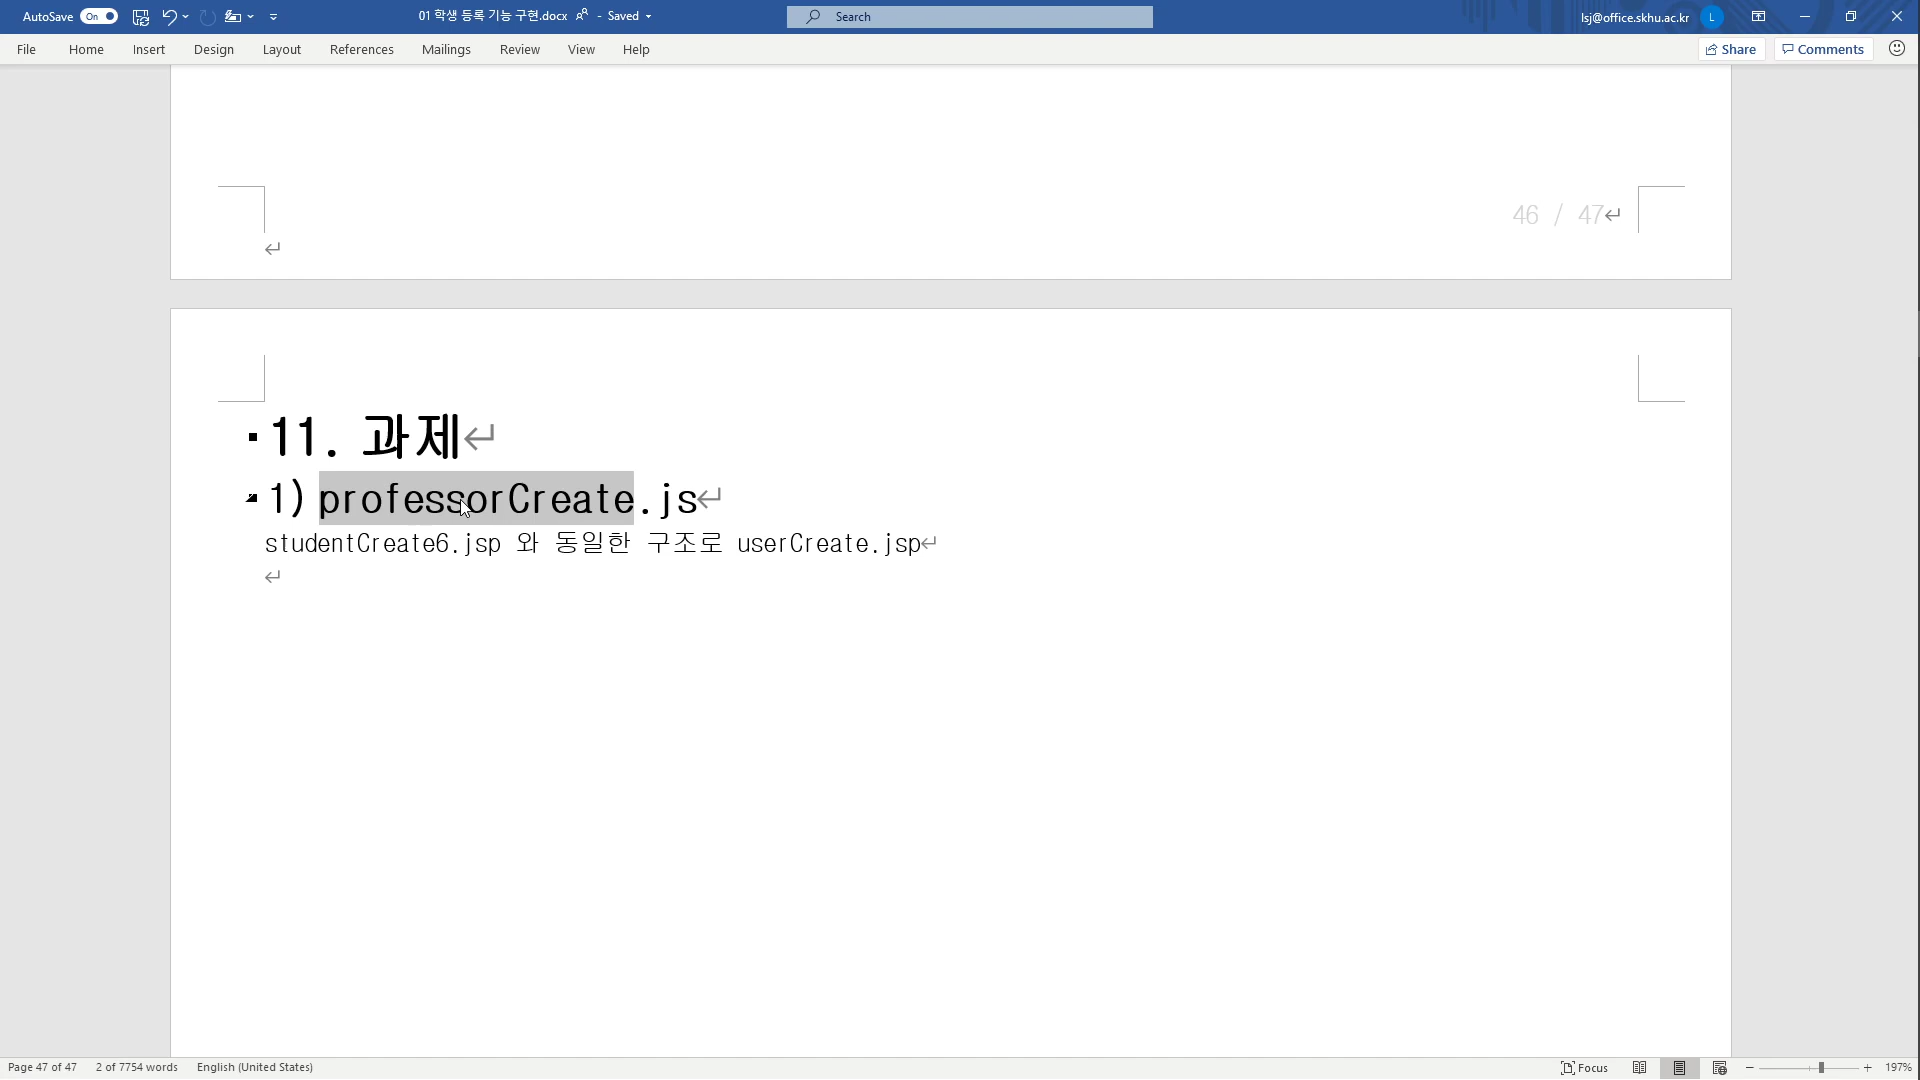 AutoSave On 01 학생 등록 기능 구현.docx - Saved Search lsj@office.skhu.ac.kr L
File Home Insert Design Layout References Mailings Review View Help Share Comments
46 / 47
11. 과제
1) professorCreate.js
studentCreate6.jsp 와 동일한 구조로 userCreate.jsp
Page 47 of 47 2 of 7754 words English (United States) Focus 197%